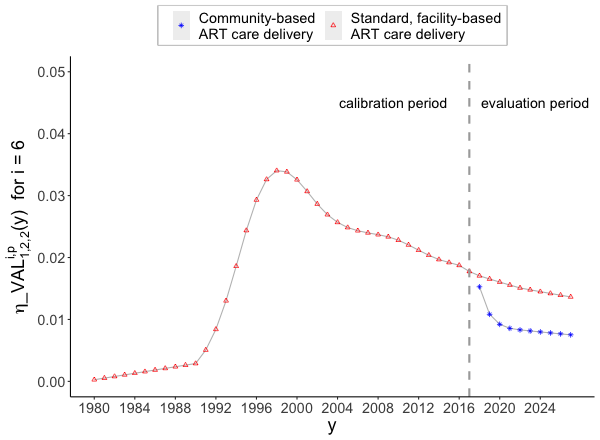 Community-based
ART care delivery
Standard, facility-based
ART care delivery
calibration period
evaluation period
η_VAL^{i,p}_{1,2,2}(y) for i = 6
0.05
0.04
0.03
0.02
0.01
0.00
1980 1984 1988 1992 1996 2000 2004 2008 2012 2016 2020 2024
y